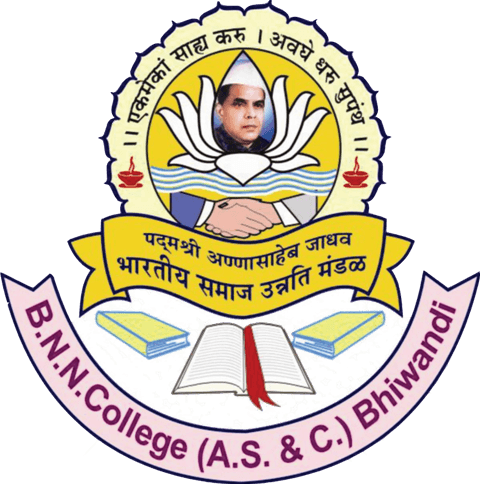 ।। एकमेकां साह्य करु । अवघे धरु सुपंथ ।।
पद्मश्री अण्णासाहेब जाधव
भारतीय समाज उन्नति मंडळ
B.N.N.College (A.S. & C.) Bhiwandi